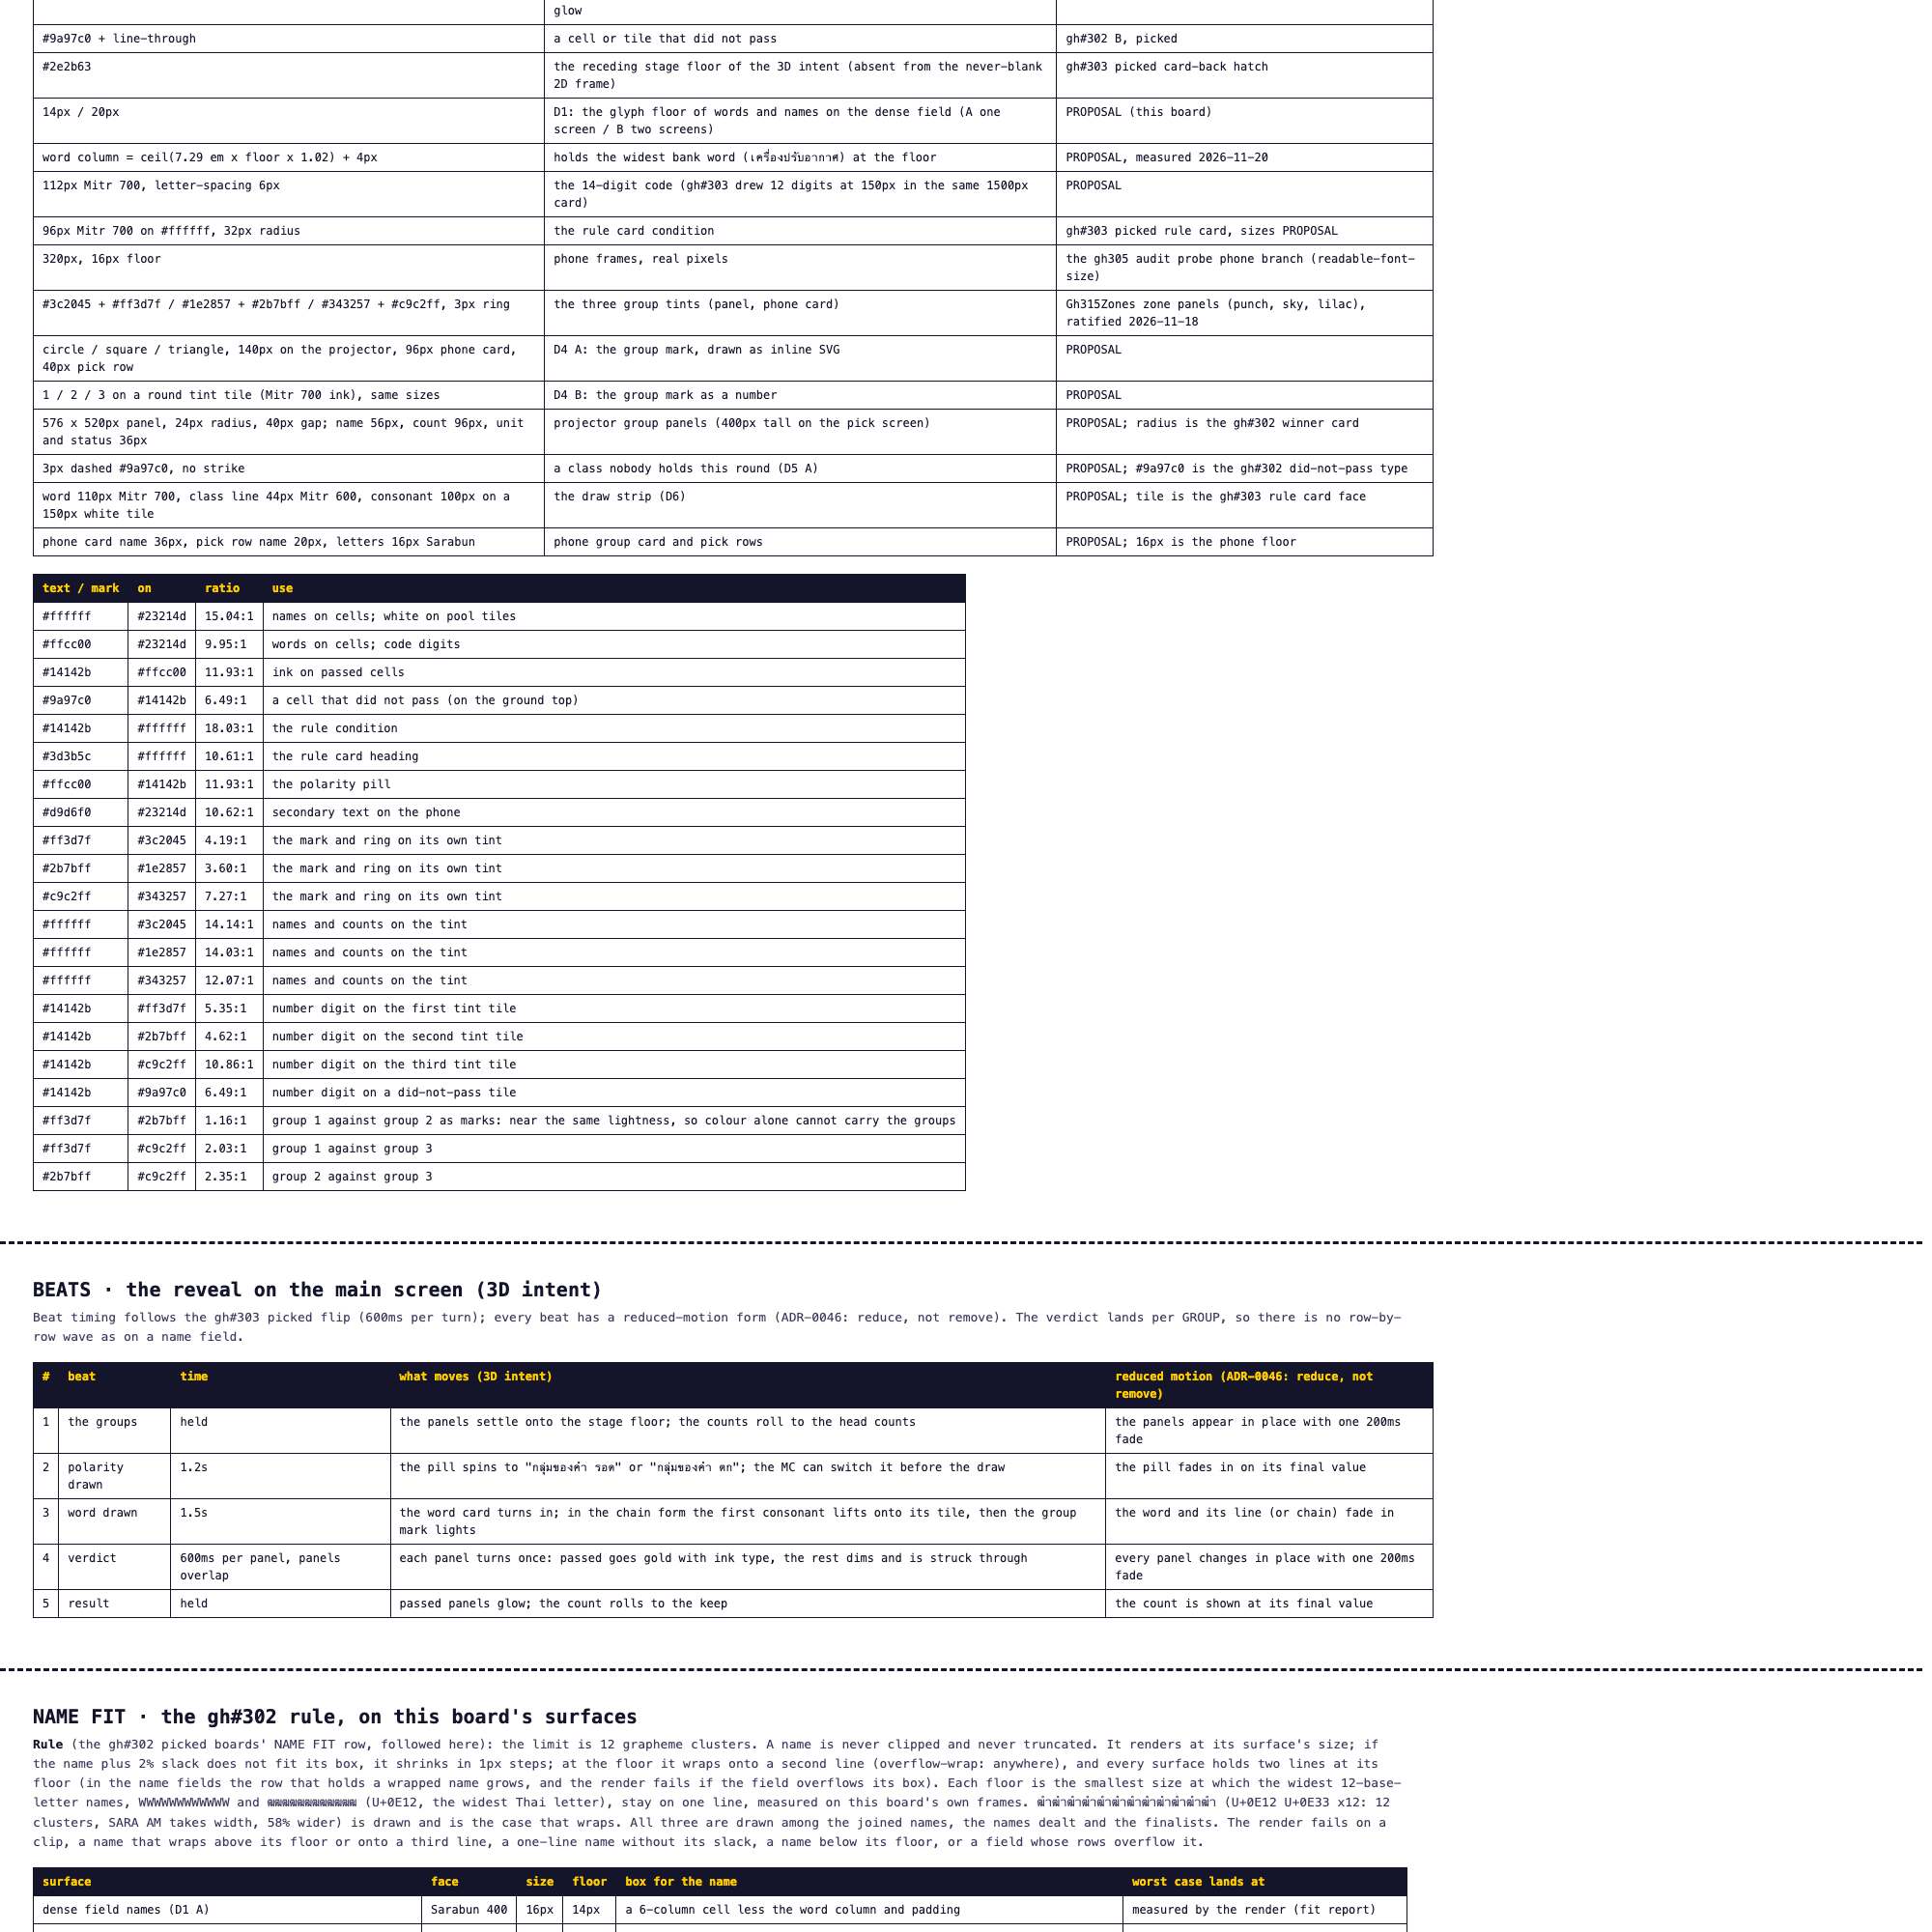 glow
#9a97c0 + line-through a cell or tile that did not pass gh#302 B, picked
#2e2b63 the receding stage floor of the 3D intent (absent from the never-blank gh#303 picked card-back hatch
2D frame)
14px / 20px D1: the glyph floor of words and names on the dense field (A one PROPOSAL (this board)
screen / B two screens)
word column = ceil(7.29 em x floor x 1.02) + 4px holds the widest bank word (เครื่องปรับอากาศ) at the floor PROPOSAL, measured 2026-11-20
112px Mitr 700, letter-spacing 6px the 14-digit code (gh#303 drew 12 digits at 150px in the same 1500px PROPOSAL
card)
96px Mitr 700 on #ffffff, 32px radius the rule card condition gh#303 picked rule card, sizes PROPOSAL
320px, 16px floor phone frames, real pixels the gh305 audit probe phone branch (readable-font-
size)
#3c2045 + #ff3d7f / #1e2857 + #2b7bff / #343257 + #c9c2ff, 3px ring the three group tints (panel, phone card) Gh315Zones zone panels (punch, sky, lilac),
ratified 2026-11-18
circle / square / triangle, 140px on the projector, 96px phone card, D4 A: the group mark, drawn as inline SVG PROPOSAL
40px pick row
1 / 2 / 3 on a round tint tile (Mitr 700 ink), same sizes D4 B: the group mark as a number PROPOSAL
576 x 520px panel, 24px radius, 40px gap; name 56px, count 96px, unit projector group panels (400px tall on the pick screen) PROPOSAL; radius is the gh#302 winner card
and status 36px
3px dashed #9a97c0, no strike a class nobody holds this round (D5 A) PROPOSAL; #9a97c0 is the gh#302 did-not-pass type
word 110px Mitr 700, class line 44px Mitr 600, consonant 100px on a the draw strip (D6) PROPOSAL; tile is the gh#303 rule card face
150px white tile
phone card name 36px, pick row name 20px, letters 16px Sarabun phone group card and pick rows PROPOSAL; 16px is the phone floor
text / mark on ratio use
#ffffff #23214d 15.04:1 names on cells; white on pool tiles
#ffcc00 #23214d 9.95:1 words on cells; code digits
#14142b #ffcc00 11.93:1 ink on passed cells
#9a97c0 #14142b 6.49:1 a cell that did not pass (on the ground top)
#14142b #ffffff 18.03:1 the rule condition
#3d3b5c #ffffff 10.61:1 the rule card heading
#ffcc00 #14142b 11.93:1 the polarity pill
#d9d6f0 #23214d 10.62:1 secondary text on the phone
#ff3d7f #3c2045 4.19:1 the mark and ring on its own tint
#2b7bff #1e2857 3.60:1 the mark and ring on its own tint
#c9c2ff #343257 7.27:1 the mark and ring on its own tint
#ffffff #3c2045 14.14:1 names and counts on the tint
#ffffff #1e2857 14.03:1 names and counts on the tint
#ffffff #343257 12.07:1 names and counts on the tint
#14142b #ff3d7f 5.35:1 number digit on the first tint tile
#14142b #2b7bff 4.62:1 number digit on the second tint tile
#14142b #c9c2ff 10.86:1 number digit on the third tint tile
#14142b #9a97c0 6.49:1 number digit on a did-not-pass tile
#ff3d7f #2b7bff 1.16:1 group 1 against group 2 as marks: near the same lightness, so colour alone cannot carry the groups
#ff3d7f #c9c2ff 2.03:1 group 1 against group 3
#2b7bff #c9c2ff 2.35:1 group 2 against group 3
BEATS · the reveal on the main screen (3D intent)
Beat timing follows the gh#303 picked flip (600ms per turn); every beat has a reduced-motion form (ADR-0046: reduce, not remove). The verdict lands per GROUP, so there is no row-by-
row wave as on a name field.
# beat time what moves (3D intent) reduced motion (ADR-0046: reduce, not
remove)
1 the groups held the panels settle onto the stage floor; the counts roll to the head counts the panels appear in place with one 200ms
fade
2 polarity 1.2s the pill spins to "กลุ่มของคำ รอด" or "กลุ่มของคำ ตก"; the MC can switch it before the draw the pill fades in on its final value
drawn
3 word drawn 1.5s the word card turns in; in the chain form the first consonant lifts onto its tile, then the group the word and its line (or chain) fade in
mark lights
4 verdict 600ms per panel, panels each panel turns once: passed goes gold with ink type, the rest dims and is struck through every panel changes in place with one 200ms
overlap fade
5 result held passed panels glow; the count rolls to the keep the count is shown at its final value
NAME FIT · the gh#302 rule, on this board's surfaces
Rule (the gh#302 picked boards' NAME FIT row, followed here): the limit is 12 grapheme clusters. A name is never clipped and never truncated. It renders at its surface's size; if
the name plus 2% slack does not fit its box, it shrinks in 1px steps; at the floor it wraps onto a second line (overflow-wrap: anywhere), and every surface holds two lines at its
floor (in the name fields the row that holds a wrapped name grows, and the render fails if the field overflows its box). Each floor is the smallest size at which the widest 12-base-
letter names, WWWWWWWWWWWW and ฒฒฒฒฒฒฒฒฒฒฒฒ (U+0E12, the widest Thai letter), stay on one line, measured on this board's own frames. ฒำฒำฒำฒำฒำฒำฒำฒำฒำฒำฒำฒำ (U+0E12 U+0E33 x12: 12
clusters, SARA AM takes width, 58% wider) is drawn and is the case that wraps. All three are drawn among the joined names, the names dealt and the finalists. The render fails on a
clip, a name that wraps above its floor or onto a third line, a one-line name without its slack, a name below its floor, or a field whose rows overflow it.
surface face size floor box for the name worst case lands at
dense field names (D1 A) Sarabun 400 16px 14px a 6-column cell less the word column and padding measured by the render (fit report)